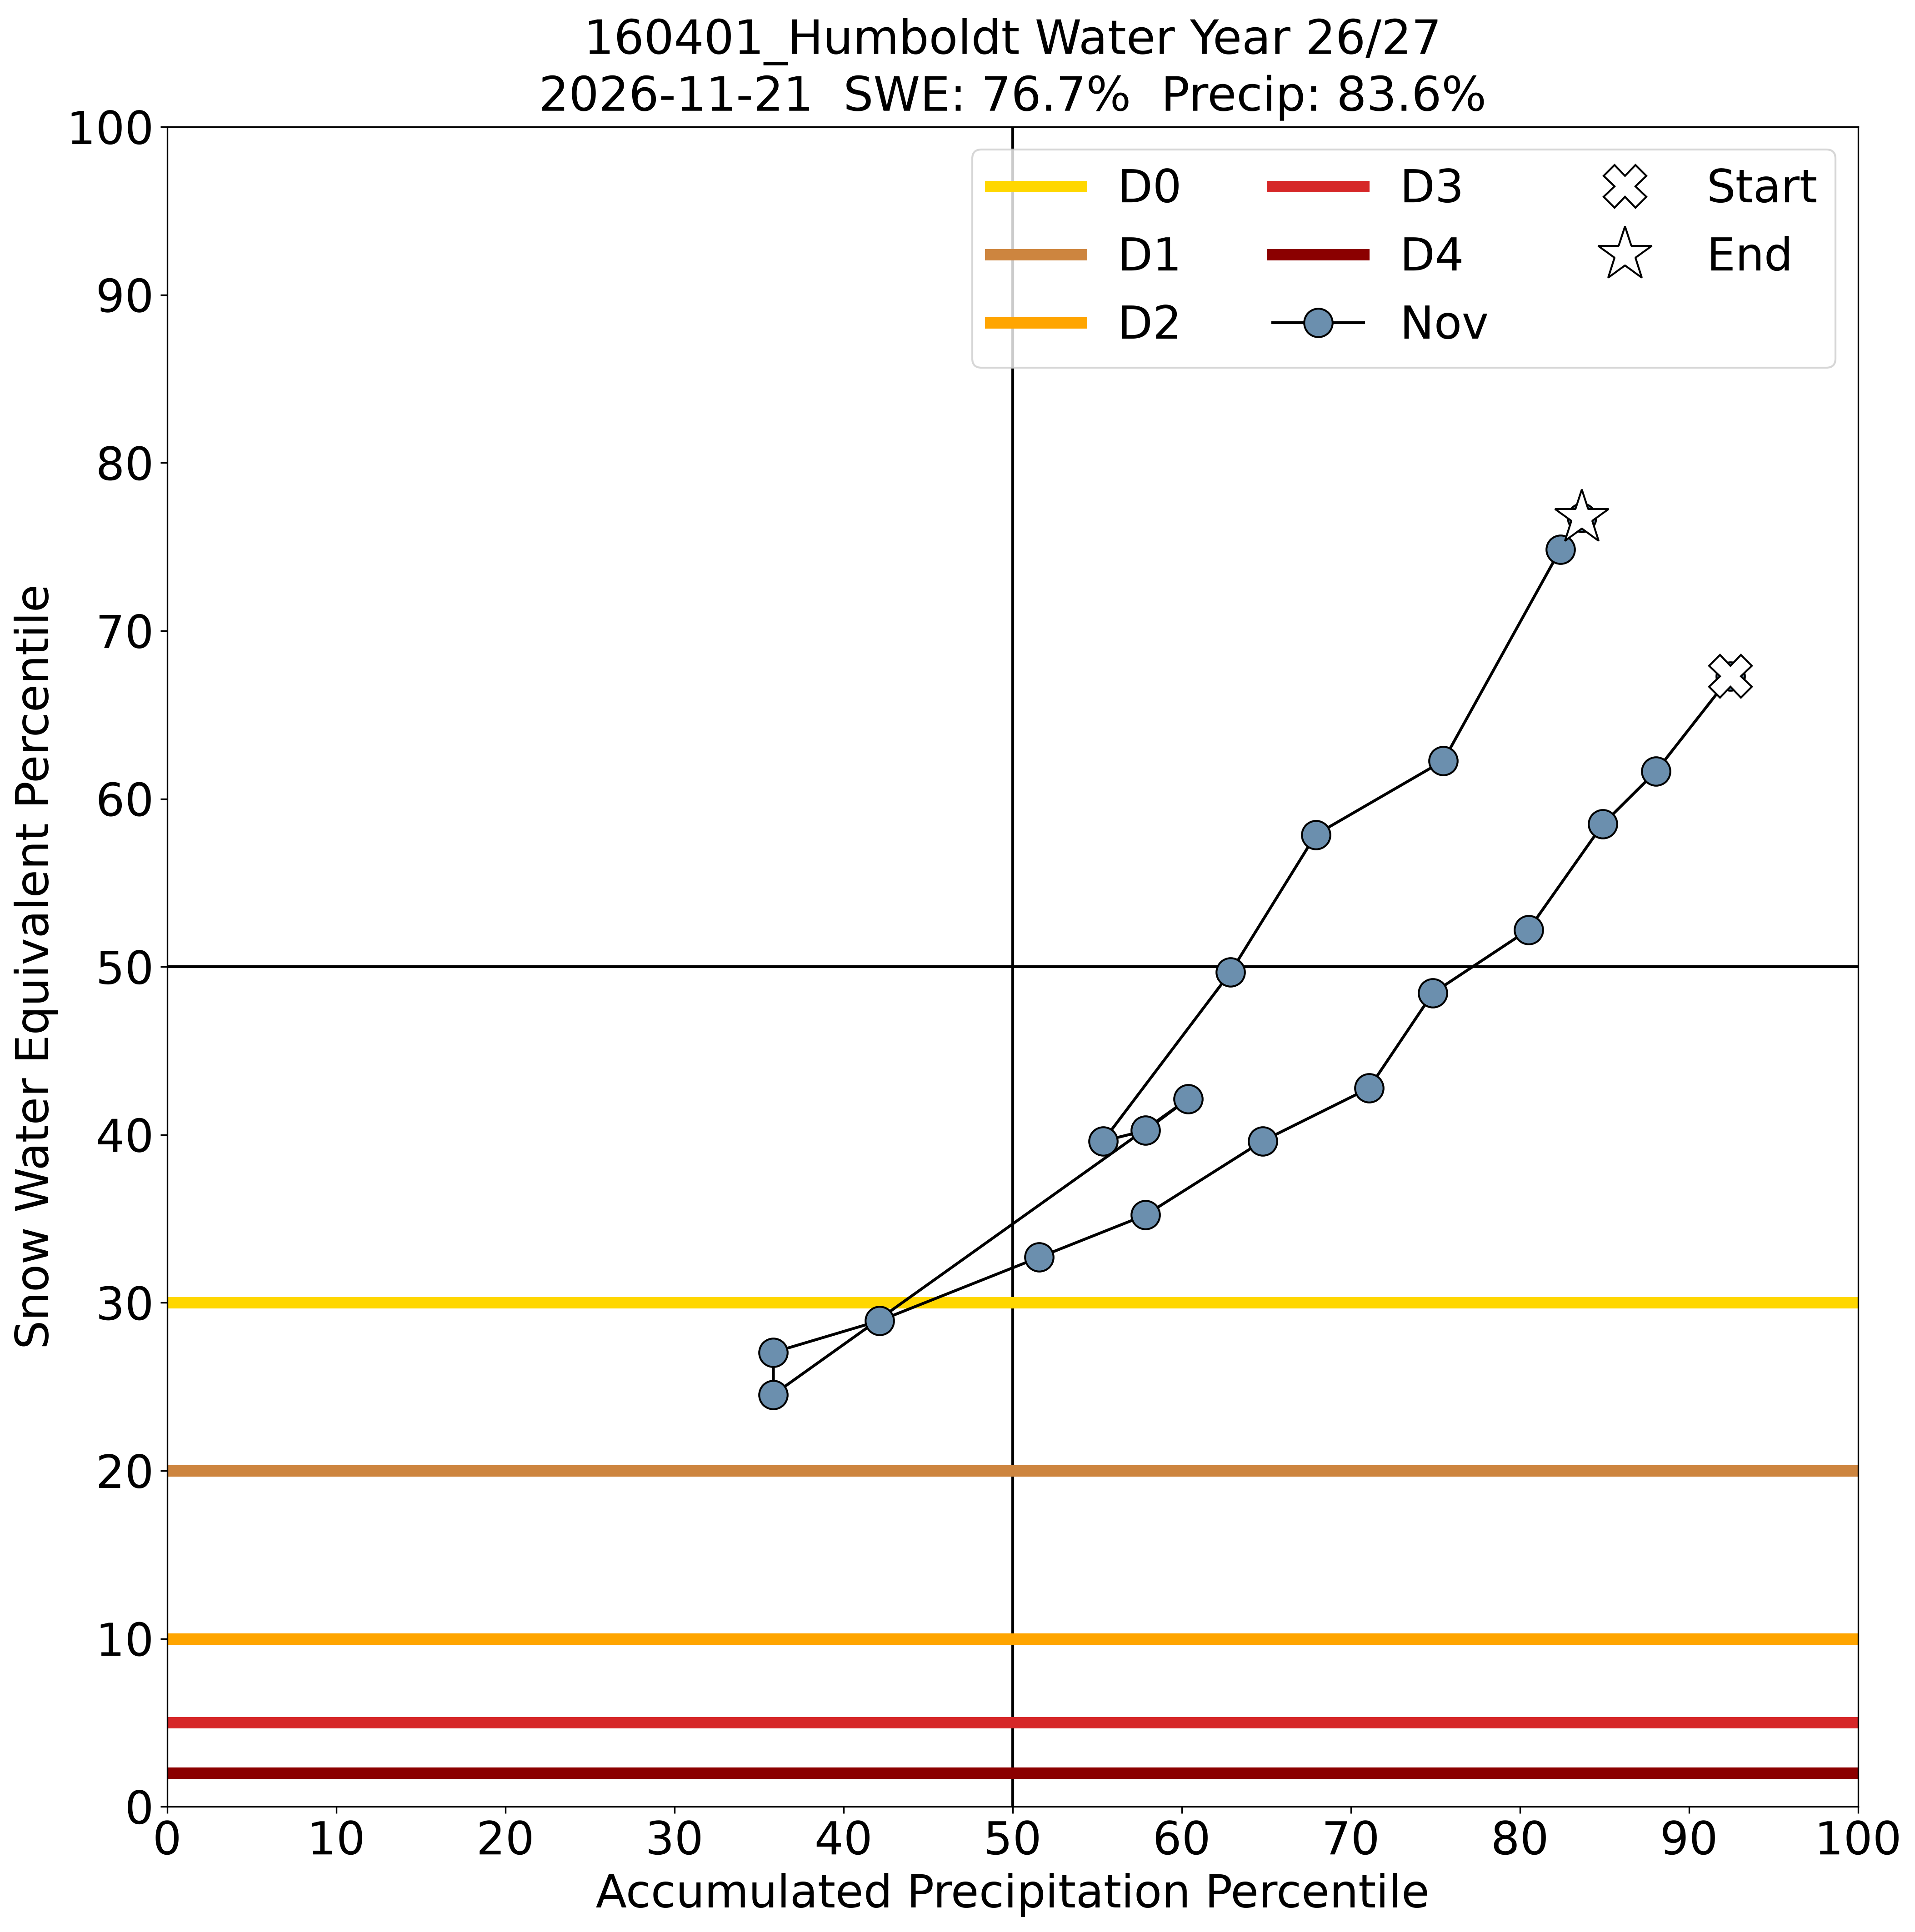 160401_Humboldt Water Year 26/27
2026-11-21 SWE: 76.7% Precip: 83.6%
D0
D1
D2
D3
D4
Nov
Start
End
Snow Water Equivalent Percentile
100
90
80
70
60
50
40
30
20
10
0
0 10 20 30 40 50 60 70 80 90 100
Accumulated Precipitation Percentile